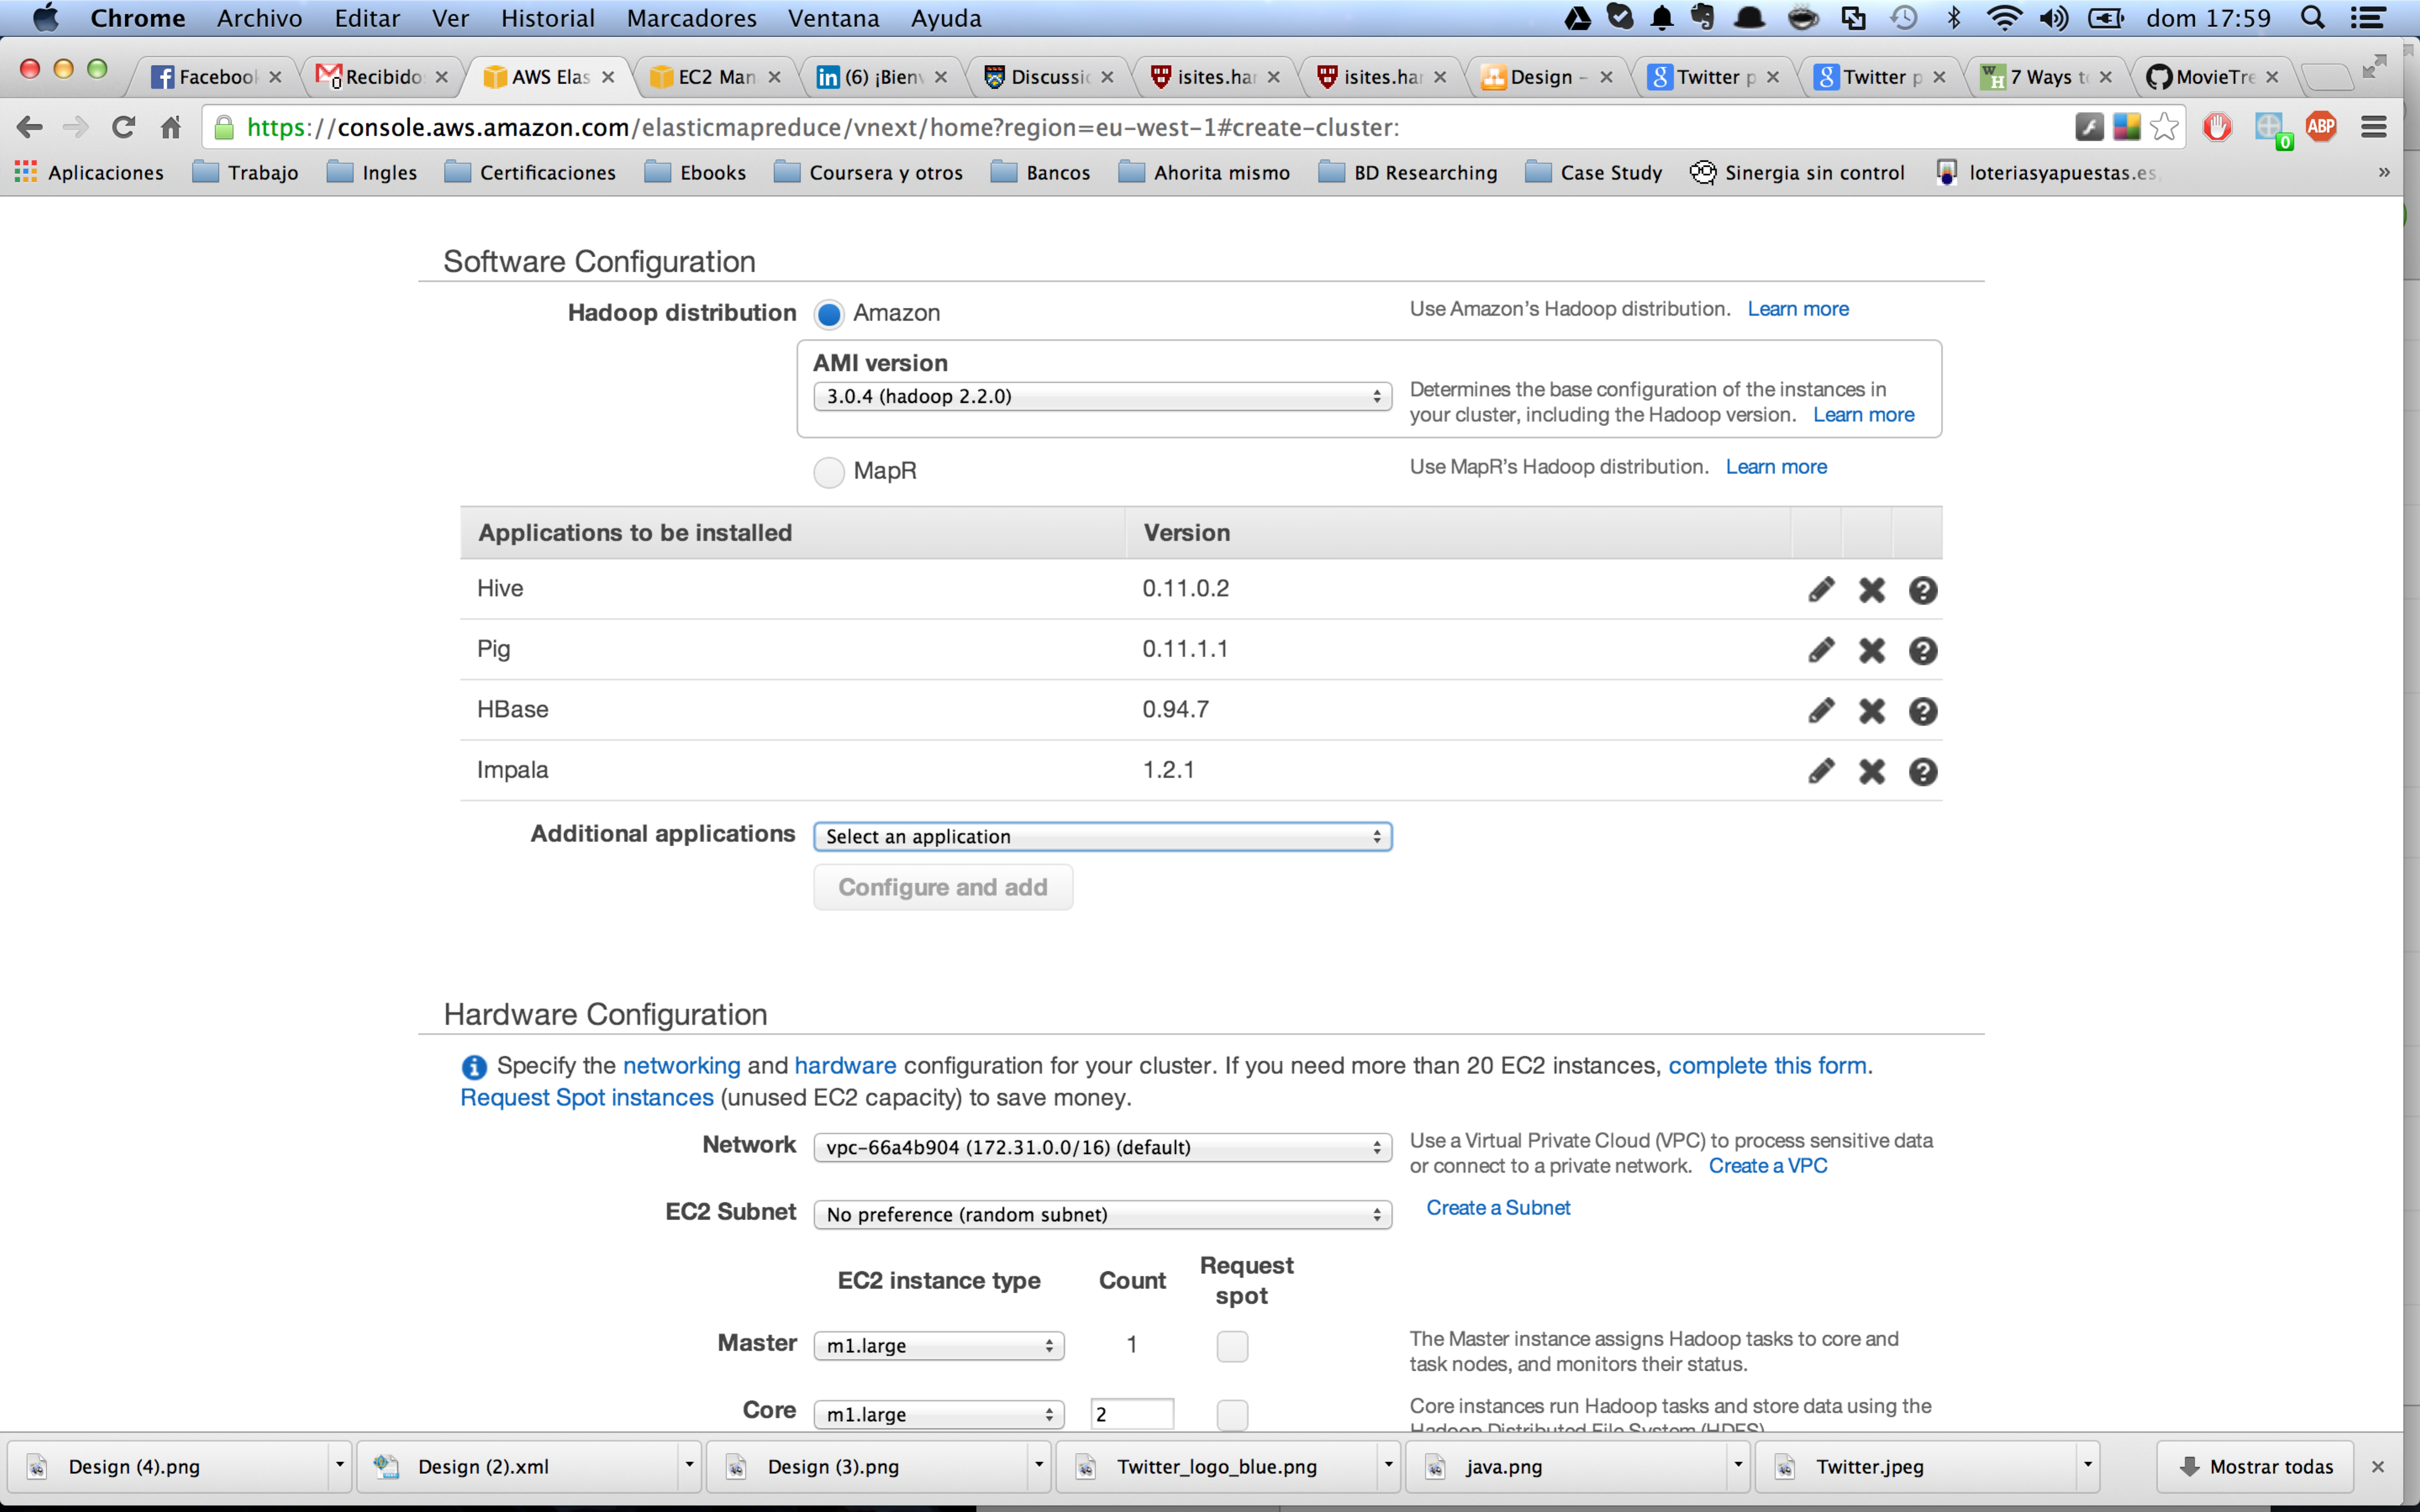 Chrome Archivo Editar Ver Historial Marcadores Ventana Ayuda dom 17:59
Facebool Recibido AWS Elas EC2 Man (6) ¡Bien Discussi isites.har isites.har Design – Twitter p Twitter p 7 Ways to MovieTre
https://console.aws.amazon.com/elasticmapreduce/vnext/home?region=eu-west-1#create-cluster: 0 ABP
Aplicaciones Trabajo Ingles Certificaciones Ebooks Coursera y otros Bancos Ahorita mismo BD Researching Case Study Sinergia sin control loteriasyapuestas.es »
Software Configuration
Hadoop distribution Amazon Use Amazon's Hadoop distribution. Learn more
AMI version
3.0.4 (hadoop 2.2.0) Determines the base configuration of the instances in
your cluster, including the Hadoop version. Learn more
MapR Use MapR's Hadoop distribution. Learn more
Applications to be installed Version
Hive 0.11.0.2
Pig 0.11.1.1
HBase 0.94.7
Impala 1.2.1
Additional applications Select an application
Configure and add
Hardware Configuration
Specify the networking and hardware configuration for your cluster. If you need more than 20 EC2 instances, complete this form.
Request Spot instances (unused EC2 capacity) to save money.
Network vpc-66a4b904 (172.31.0.0/16) (default) Use a Virtual Private Cloud (VPC) to process sensitive data
or connect to a private network. Create a VPC
EC2 Subnet No preference (random subnet) Create a Subnet
EC2 instance type Count Request
spot
Master m1.large 1 The Master instance assigns Hadoop tasks to core and
task nodes, and monitors their status.
Core m1.large 2 Core instances run Hadoop tasks and store data using the
Hadoop Distributed File System (HDFS)
Design (4).png Design (2).xml Design (3).png Twitter_logo_blue.png java.png Twitter.jpeg Mostrar todas